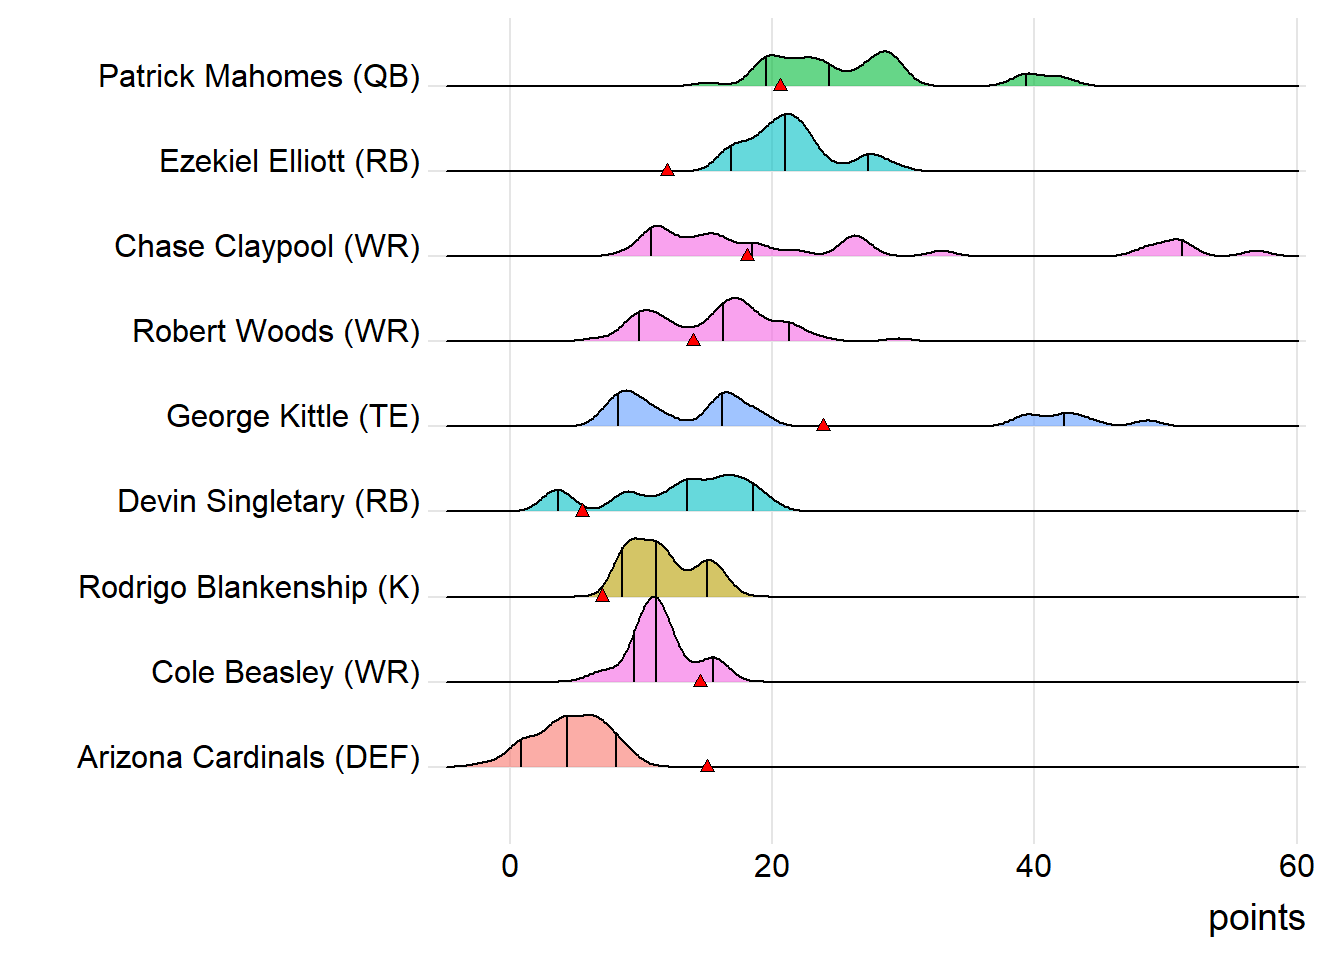 Patrick Mahomes (QB)
Ezekiel Elliott (RB)
Chase Claypool (WR)
Robert Woods (WR)
George Kittle (TE)
Devin Singletary (RB)
Rodrigo Blankenship (K)
Cole Beasley (WR)
Arizona Cardinals (DEF)
0 20 40 60
points